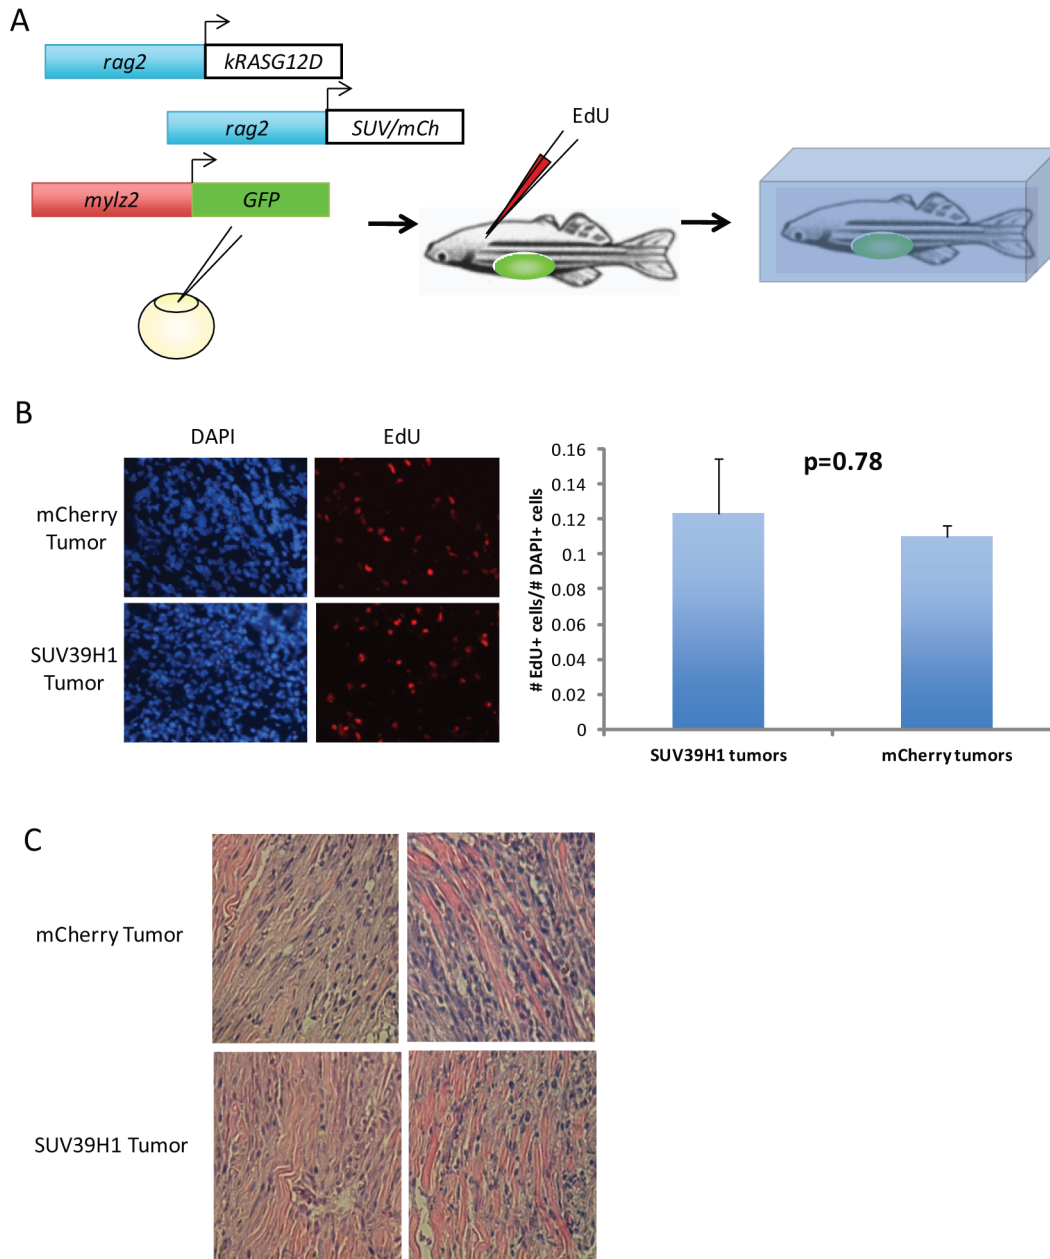 A
rag2 kRASG12D
rag2 SUV/mCh
mylz2 GFP
EdU
B
DAPI EdU
mCherry
Tumor
SUV39H1
Tumor
# EdU+ cells/# DAPI+ cells
0.16
0.14
0.12
0.1
0.08
0.06
0.04
0.02
0
p=0.78
SUV39H1 tumors mCherry tumors
C
mCherry Tumor
SUV39H1 Tumor